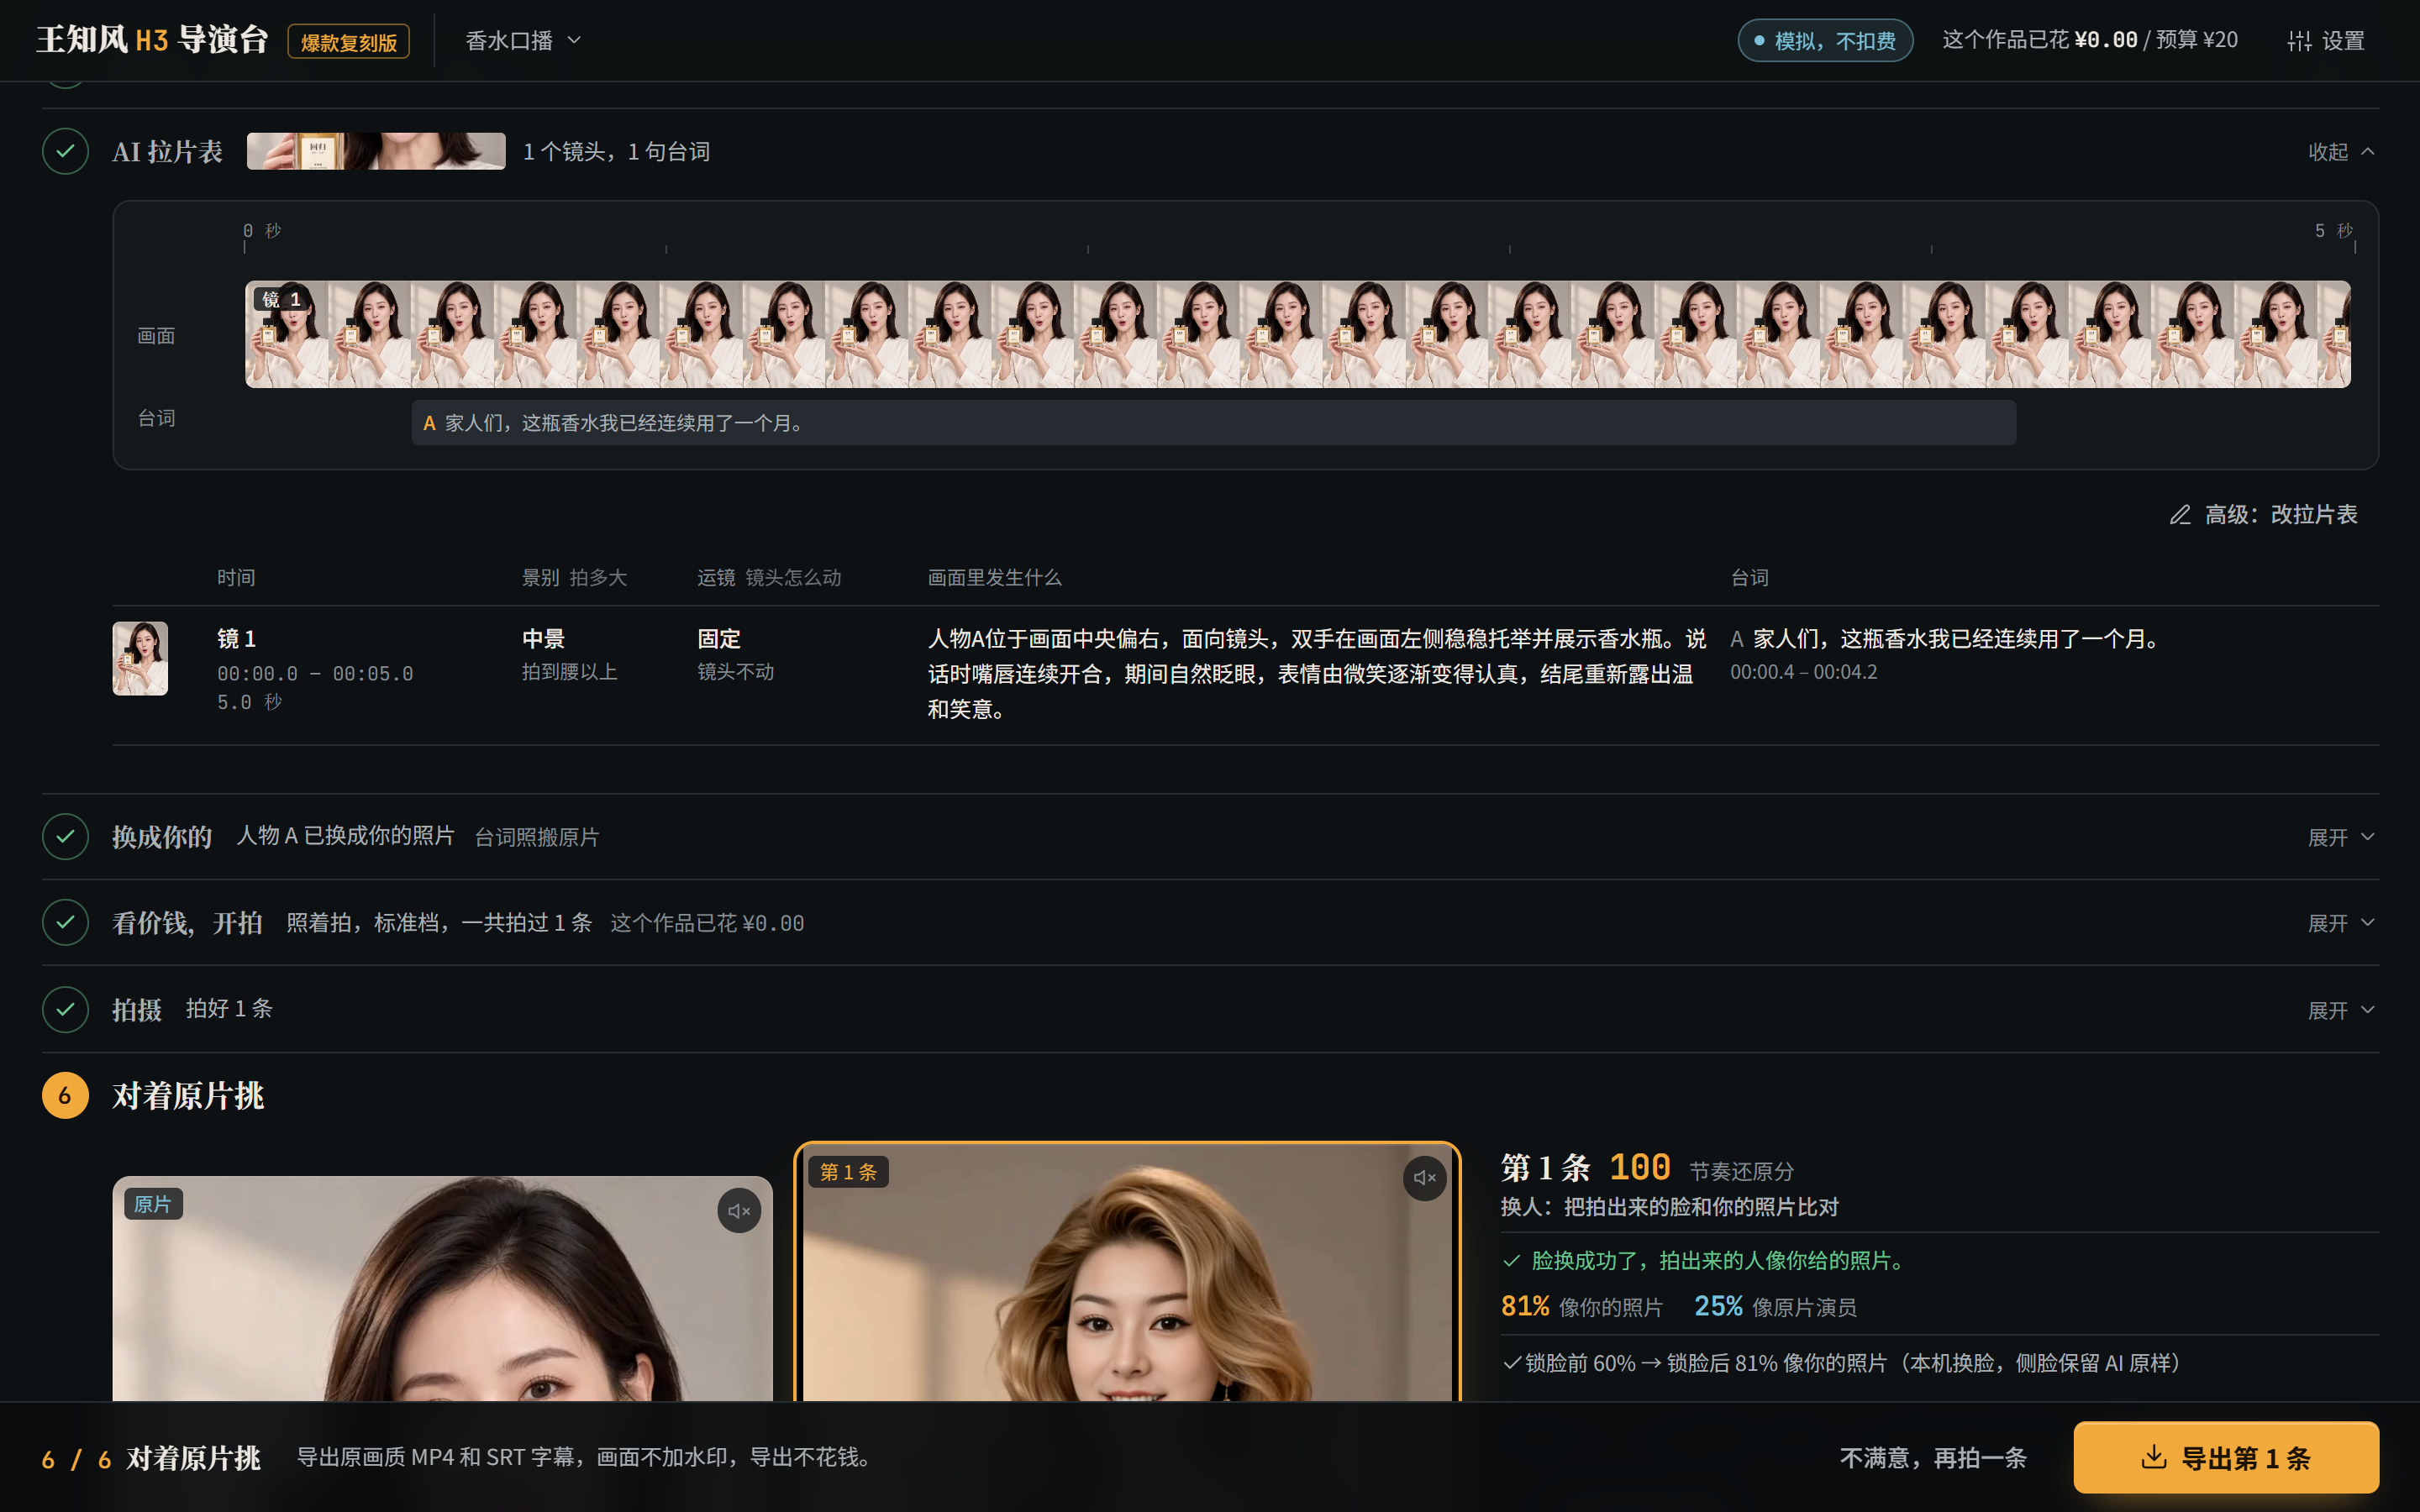 王知风 H3 导演台 爆款复刻版 香水口播 模拟，不扣费 这个作品已花 ¥0.00 / 预算 ¥20 设置
AI 拉片表 1 个镜头，1 句台词 收起
0 秒 5 秒
镜 1
画面
台词 A 家人们，这瓶香水我已经连续用了一个月。
高级：改拉片表
时间 景别 拍多大 运镜 镜头怎么动 画面里发生什么 台词
镜 1 中景 固定 人物A位于画面中央偏右，面向镜头，双手在画面左侧稳稳托举并展示香水瓶。说 A 家人们，这瓶香水我已经连续用了一个月。
00:00.0 – 00:05.0 拍到腰以上 镜头不动 话时嘴唇连续开合，期间自然眨眼，表情由微笑逐渐变得认真，结尾重新露出温 00:00.4 – 00:04.2
5.0 秒 和笑意。
换成你的 人物 A 已换成你的照片 台词照搬原片 展开
看价钱，开拍 照着拍，标准档，一共拍过 1 条 这个作品已花 ¥0.00 展开
拍摄 拍好 1 条 展开
6 对着原片挑
原片
第 1 条
第 1 条 100 节奏还原分
换人：把拍出来的脸和你的照片比对
脸换成功了，拍出来的人像你给的照片。
81% 像你的照片 25% 像原片演员
锁脸前 60% → 锁脸后 81% 像你的照片（本机换脸，侧脸保留 AI 原样）
6 / 6 对着原片挑 导出原画质 MP4 和 SRT 字幕，画面不加水印，导出不花钱。 不满意，再拍一条 导出第 1 条